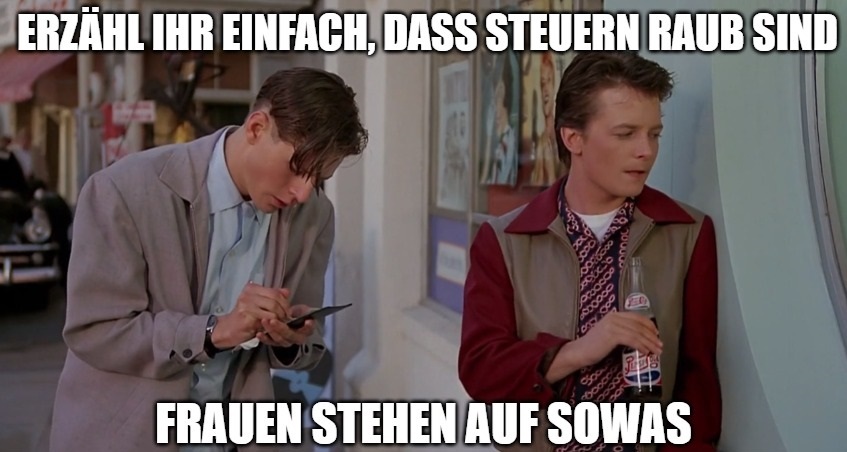 ERZÄHL IHR EINFACH, DASS STEUERN RAUB SIND
FRAUEN STEHEN AUF SOWAS